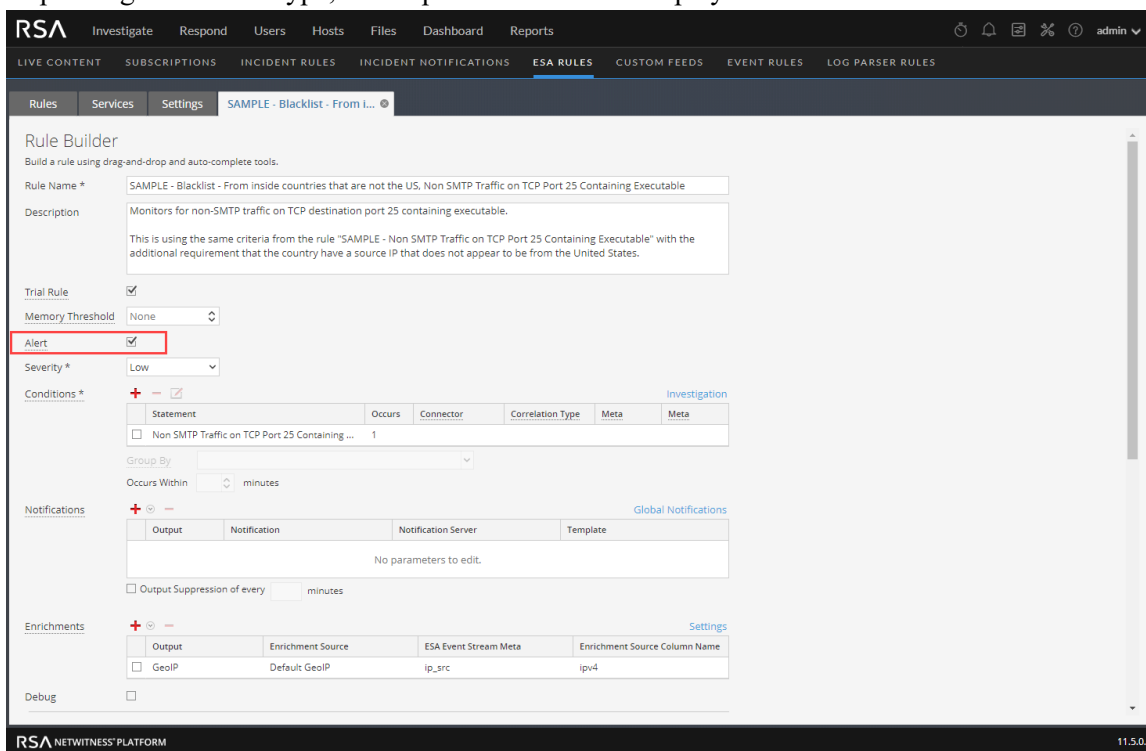 RSA Investigate Respond Users Hosts Files Dashboard Reports admin
LIVE CONTENT SUBSCRIPTIONS INCIDENT RULES INCIDENT NOTIFICATIONS ESA RULES CUSTOM FEEDS EVENT RULES LOG PARSER RULES
Rules Services Settings SAMPLE - Blacklist - From i...
Rule Builder
Build a rule using drag-and-drop and auto-complete tools.
Rule Name * SAMPLE - Blacklist - From inside countries that are not the US, Non SMTP Traffic on TCP Port 25 Containing Executable
Description Monitors for non-SMTP traffic on TCP destination port 25 containing executable.
This is using the same criteria from the rule "SAMPLE - Non SMTP Traffic on TCP Port 25 Containing Executable" with the
additional requirement that the country have a source IP that does not appear to be from the United States.
Trial Rule
Memory Threshold None
Alert
Severity * Low
Conditions * Investigation
Statement Occurs Connector Correlation Type Meta Meta
Non SMTP Traffic on TCP Port 25 Containing ... 1
Group By
Occurs Within minutes
Notifications Global Notifications
Output Notification Notification Server Template
No parameters to edit.
Output Suppression of every minutes
Enrichments Settings
Output Enrichment Source ESA Event Stream Meta Enrichment Source Column Name
GeoIP Default GeoIP ip_src ipv4
Debug
RSA NETWITNESS® PLATFORM 11.5.0.